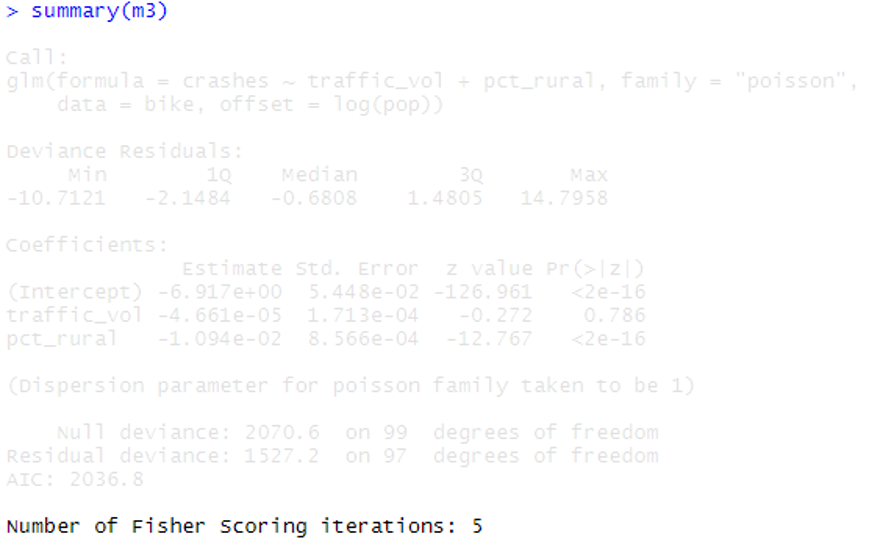 > summary(m3)
Call:
glm(formula = crashes ~ traffic_vol + pct_rural, family = "poisson",
data = bike, offset = log(pop))
Deviance Residuals:
Min 1Q Median 3Q Max
-10.7121 -2.1484 -0.6808 1.4805 14.7958
Coefficients:
Estimate Std. Error z value Pr(>|z|)
(Intercept) -6.917e+00 5.448e-02 -126.961 <2e-16
traffic_vol -4.661e-05 1.713e-04 -0.272 0.786
pct_rural -1.094e-02 8.566e-04 -12.767 <2e-16
(Dispersion parameter for poisson family taken to be 1)
Null deviance: 2070.6 on 99 degrees of freedom
Residual deviance: 1527.2 on 97 degrees of freedom
AIC: 2036.8
Number of Fisher Scoring iterations: 5